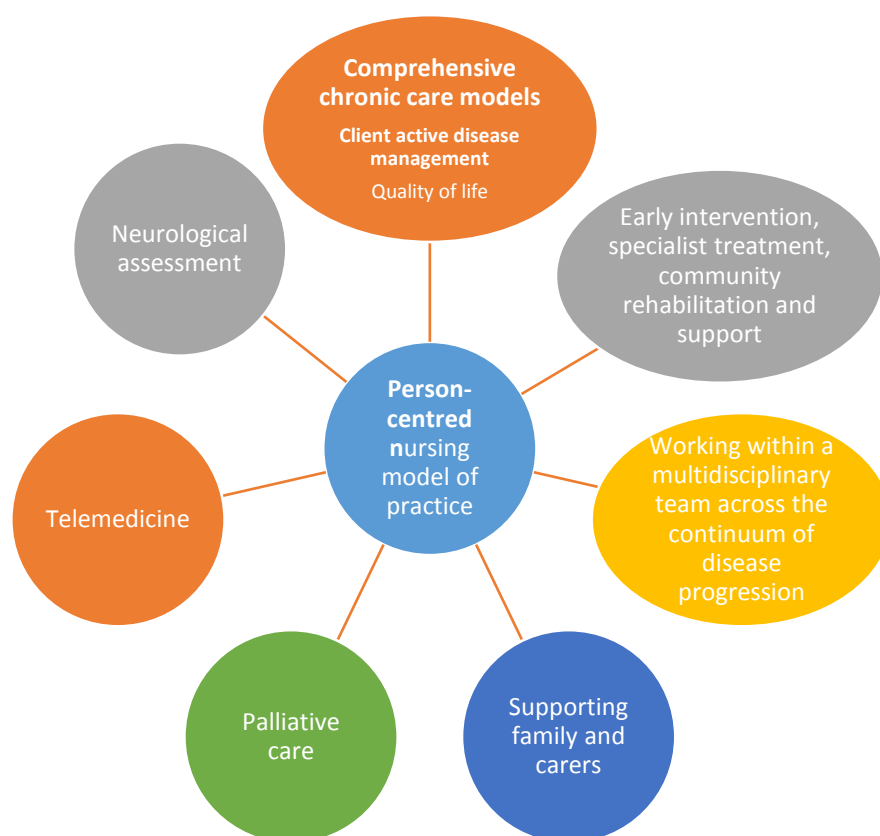 Comprehensive
chronic care models
Client active disease
management
Quality of life
Early intervention,
specialist treatment,
community
rehabilitation and
support
Working within a
multidisciplinary
team across the
continuum of
disease
progression
Supporting
family and
carers
Palliative
care
Telemedicine
Neurological
assessment
Person-
centred
nursing
model of
practice